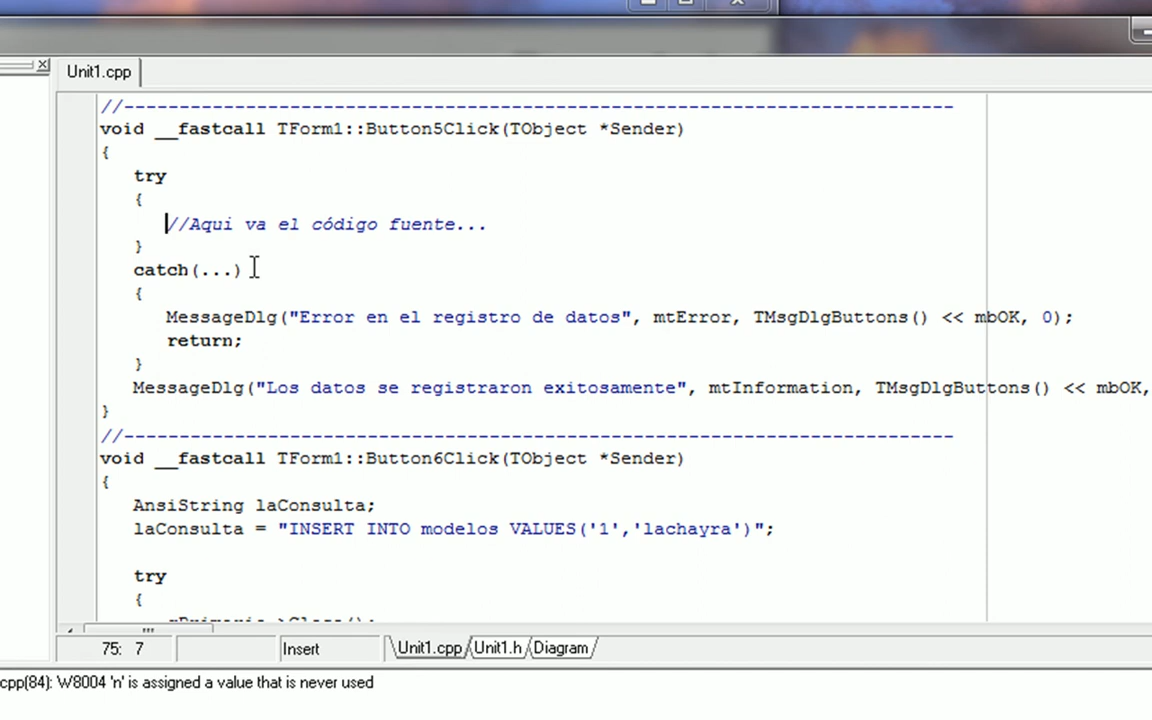 Unit1.cpp
//---------------------------------------------------------------------------
void __fastcall TForm1::Button5Click(TObject *Sender)
{
try
{
//Aqui va el código fuente...
}
catch(...)
{
MessageDlg("Error en el registro de datos", mtError, TMsgDlgButtons() << mbOK, 0);
return;
}
MessageDlg("Los datos se registraron exitosamente", mtInformation, TMsgDlgButtons() << mbOK,
}
//---------------------------------------------------------------------------
void __fastcall TForm1::Button6Click(TObject *Sender)
{
AnsiString laConsulta;
laConsulta = "INSERT INTO modelos VALUES('1','lachayra')";
try
{
75: 7 Insert Unit1.cpp Unit1.h Diagram
cpp(84): W8004 'n' is assigned a value that is never used